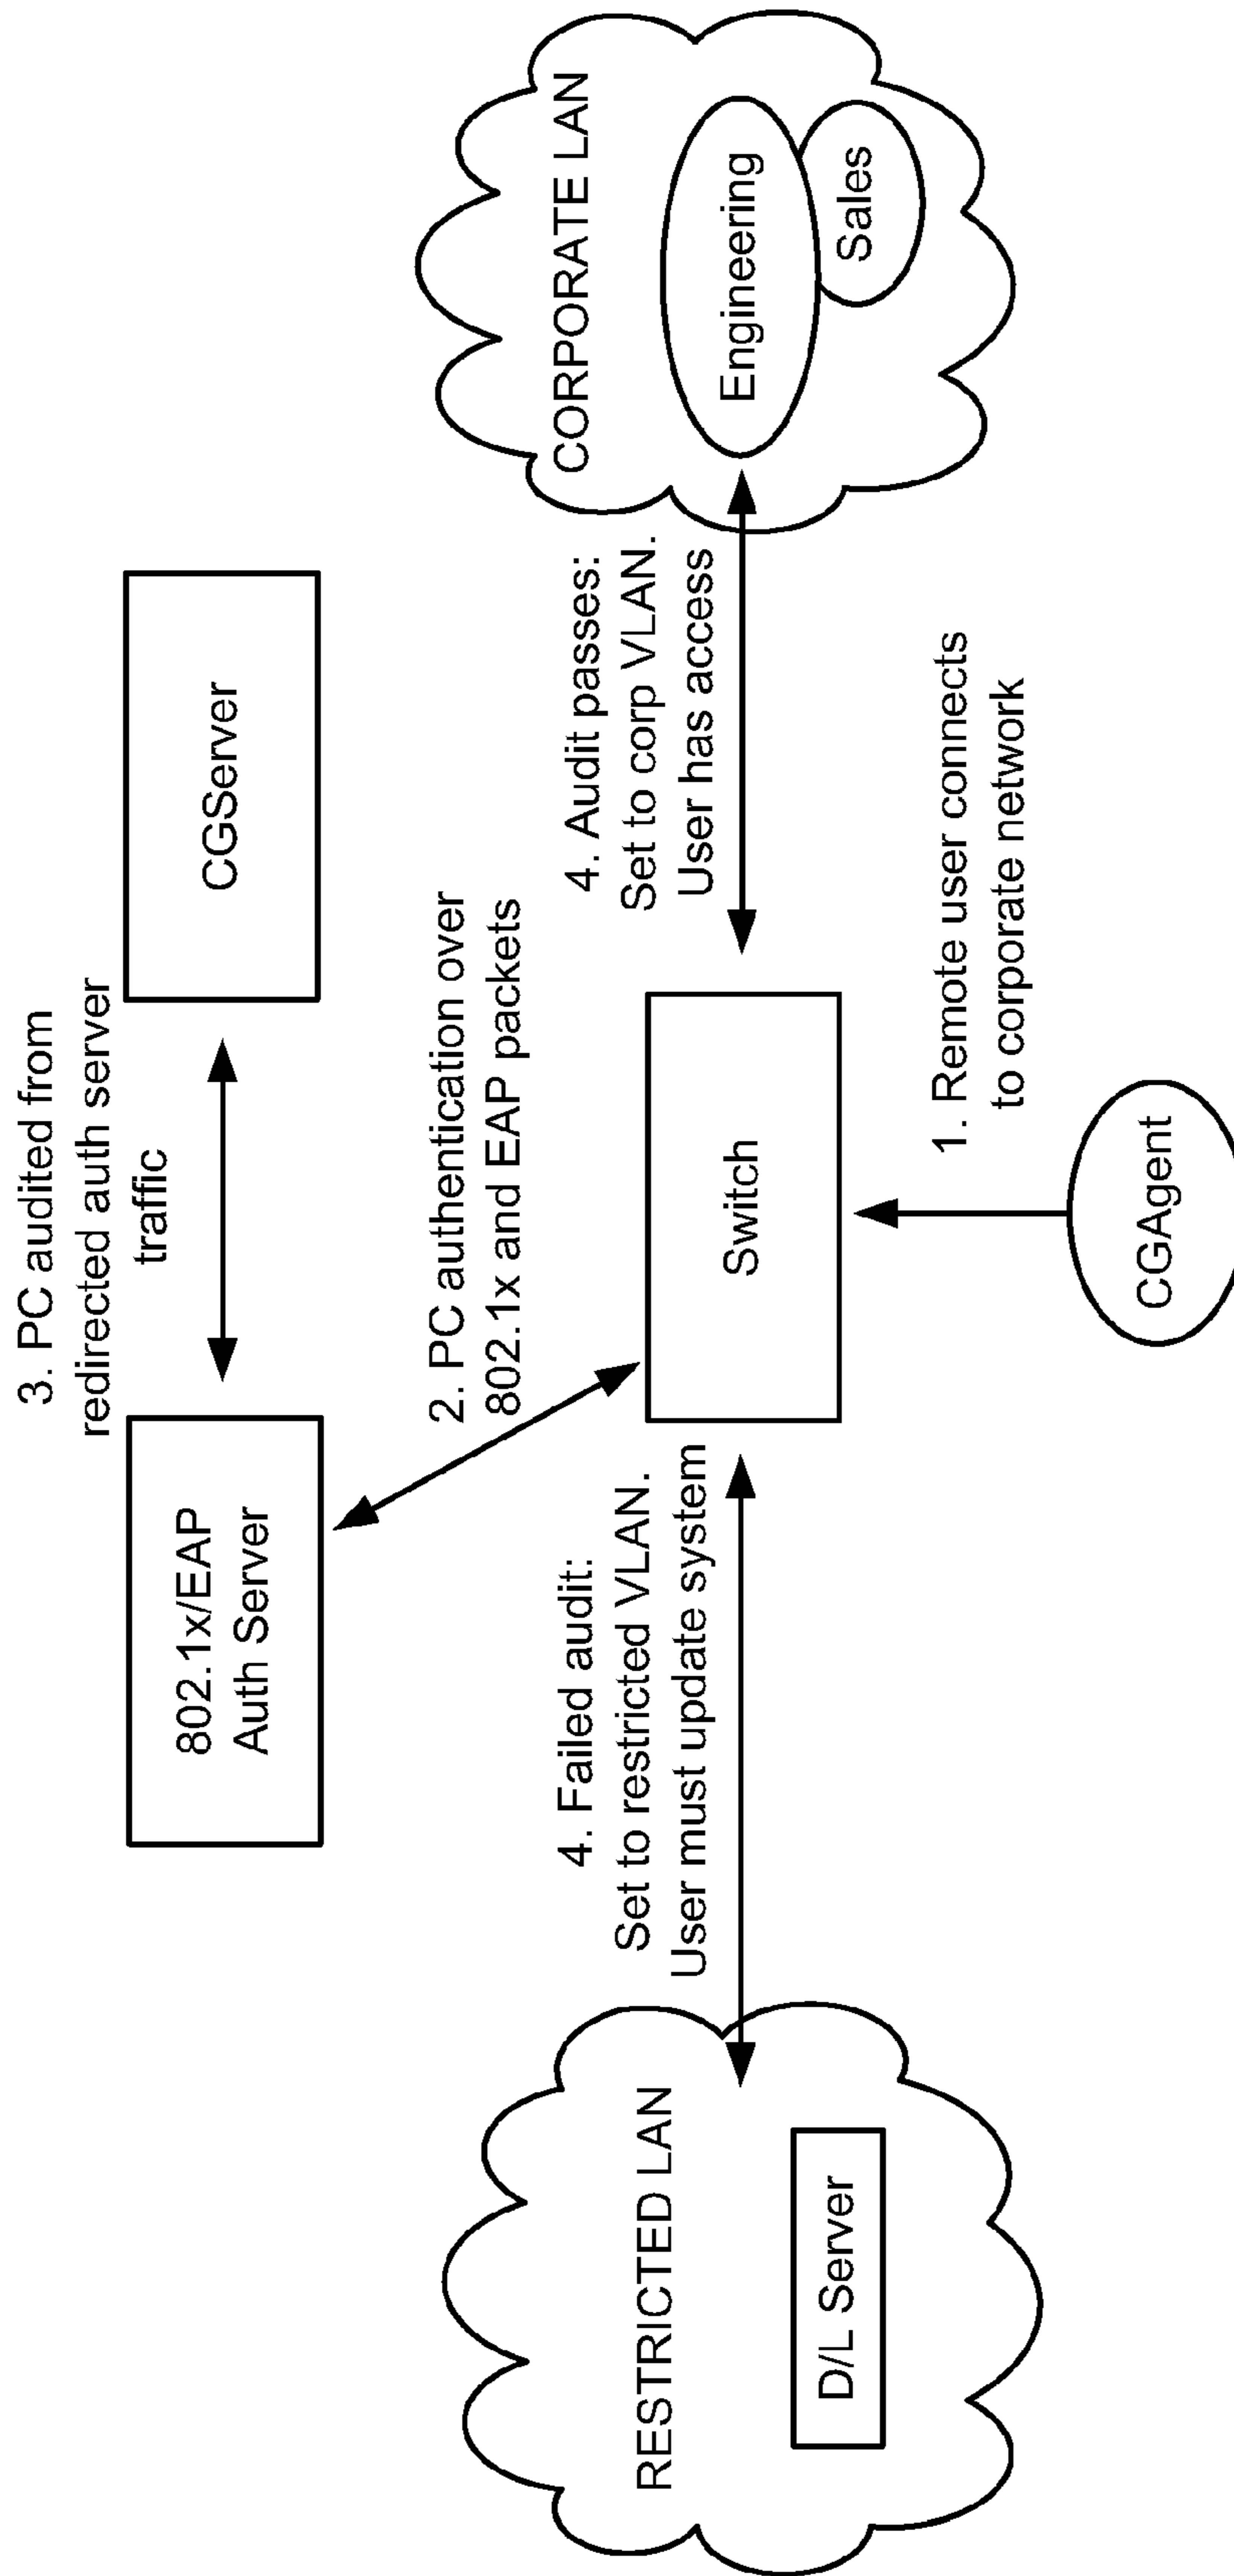 3. PC audited from
redirected auth server
traffic
802.1x/EAP
Auth Server
CGServer
2. PC authentication over
802.1x and EAP packets
4. Failed audit:
Set to restricted VLAN.
User must update system
4. Audit passes:
Set to corp VLAN.
User has access
RESTRICTED LAN
D/L Server
Switch
CORPORATE LAN
Engineering
Sales
1. Remote user connects
to corporate network
CGAgent